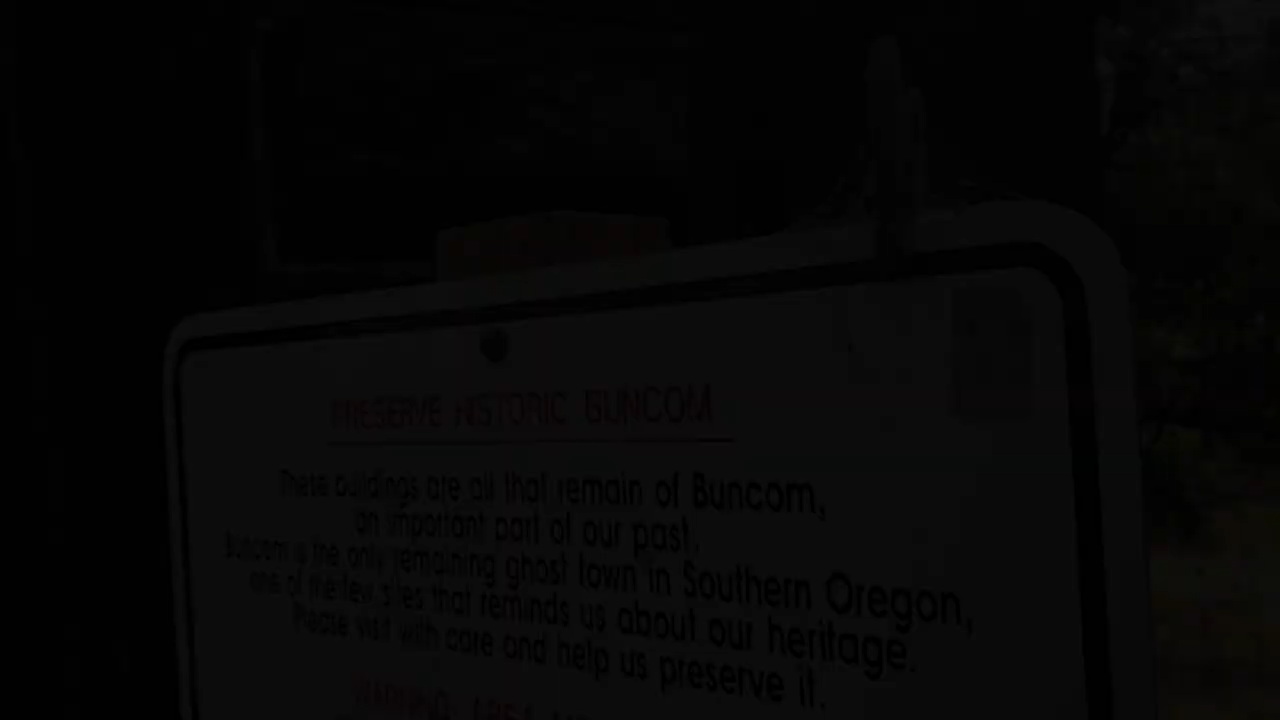 PRESERVE HISTORIC BUNCOM
These buildings are all that remain of Buncom,
an important part of our past.
Buncom is the only remaining ghost town in Southern Oregon,
one of the few sites that reminds us about our heritage.
Please visit with care and help us preserve it.
WARNING: AREA